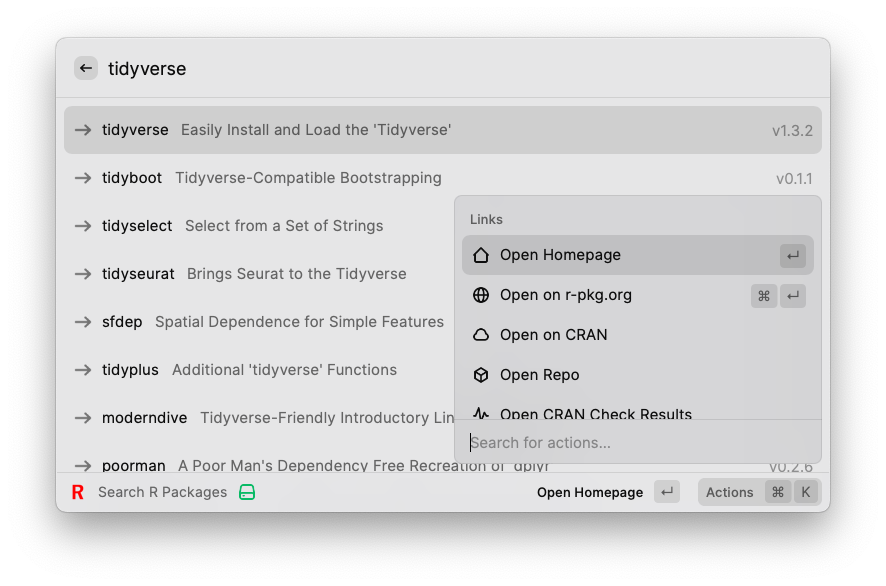 tidyverse
tidyverse Easily Install and Load the 'Tidyverse' v1.3.2
tidyboot Tidyverse-Compatible Bootstrapping v0.1.1
tidyselect Select from a Set of Strings
tidyseurat Brings Seurat to the Tidyverse
sfdep Spatial Dependence for Simple Features
tidyplus Additional 'tidyverse' Functions
moderndive Tidyverse-Friendly Introductory Lin
poorman A Poor Man's Dependency Free Recreation of 'dplyr' v0.2.6
Links
Open Homepage ↵
Open on r-pkg.org ⌘ ↵
Open on CRAN
Open Repo
Open CRAN Check Results
Search for actions...
R Search R Packages Open Homepage ↵ Actions ⌘ K